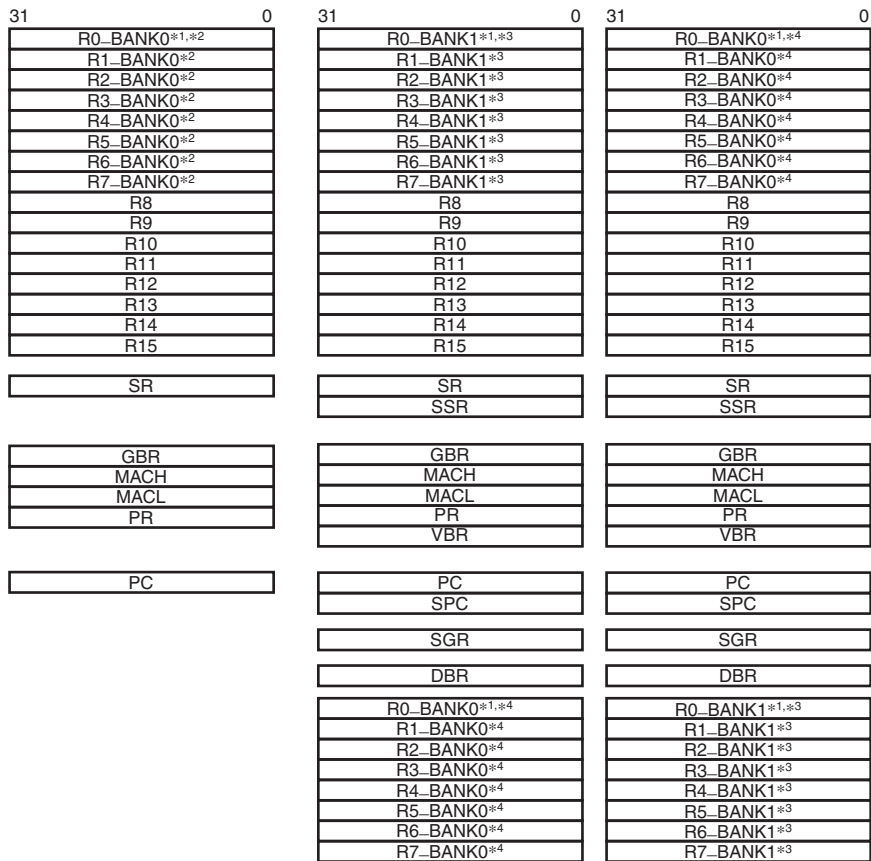 31 0
R0_BANK0*1,*2
R1_BANK0*2
R2_BANK0*2
R3_BANK0*2
R4_BANK0*2
R5_BANK0*2
R6_BANK0*2
R7_BANK0*2
R8
R9
R10
R11
R12
R13
R14
R15
SR
GBR
MACH
MACL
PR
PC
31 0
R0_BANK1*1,*3
R1_BANK1*3
R2_BANK1*3
R3_BANK1*3
R4_BANK1*3
R5_BANK1*3
R6_BANK1*3
R7_BANK1*3
R8
R9
R10
R11
R12
R13
R14
R15
SR
SSR
GBR
MACH
MACL
PR
VBR
PC
SPC
SGR
DBR
R0_BANK0*1,*4
R1_BANK0*4
R2_BANK0*4
R3_BANK0*4
R4_BANK0*4
R5_BANK0*4
R6_BANK0*4
R7_BANK0*4
31 0
R0_BANK0*1,*4
R1_BANK0*4
R2_BANK0*4
R3_BANK0*4
R4_BANK0*4
R5_BANK0*4
R6_BANK0*4
R7_BANK0*4
R8
R9
R10
R11
R12
R13
R14
R15
SR
SSR
GBR
MACH
MACL
PR
VBR
PC
SPC
SGR
DBR
R0_BANK1*1,*3
R1_BANK1*3
R2_BANK1*3
R3_BANK1*3
R4_BANK1*3
R5_BANK1*3
R6_BANK1*3
R7_BANK1*3